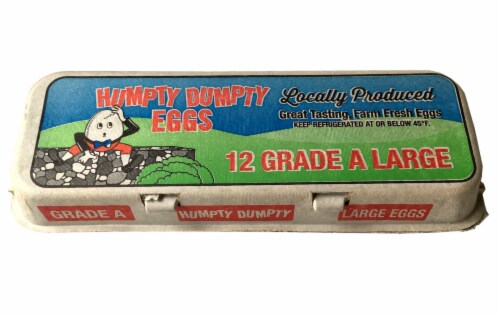 HUMPTY DUMPTY
EGGS
Locally Produced
Great Tasting, Farm Fresh Eggs
KEEP REFRIGERATED AT OR BELOW 45°F.
12 GRADE A LARGE
GRADE A
HUMPTY DUMPTY
LARGE EGGS